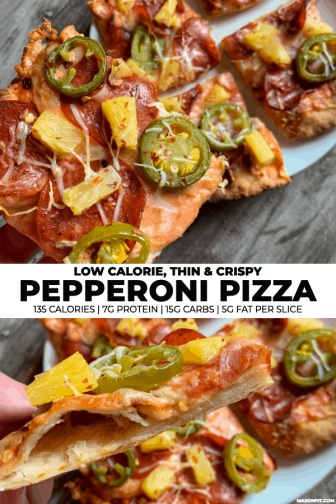 LOW CALORIE, THIN & CRISPY
PEPPERONI PIZZA
135 CALORIES | 7G PROTEIN | 15G CARBS | 5G FAT PER SLICE
MASONFIT.COM